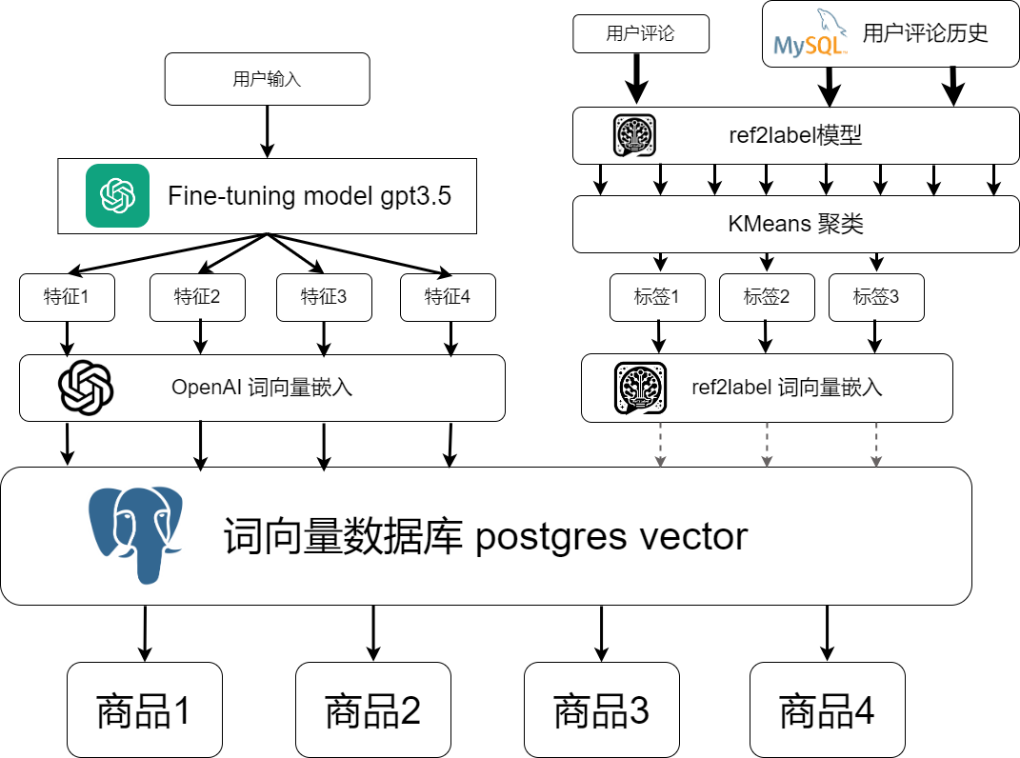 用户评论
MySQL
用户评论历史
用户输入
ref2label模型
Fine-tuning model gpt3.5
KMeans 聚类
特征1
特征2
特征3
特征4
标签1
标签2
标签3
OpenAI 词向量嵌入
ref2label 词向量嵌入
词向量数据库 postgres vector
商品1
商品2
商品3
商品4